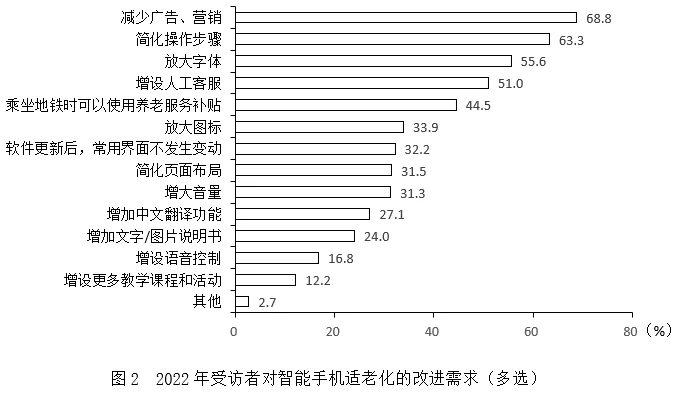 减少广告、营销 68.8
简化操作步骤 63.3
放大字体 55.6
增设人工客服 51.0
乘坐地铁时可以使用养老服务补贴 44.5
放大图标 33.9
软件更新后，常用界面不发生变动 32.2
简化页面布局 31.5
增大音量 31.3
增加中文翻译功能 27.1
增加文字/图片说明书 24.0
增设语音控制 16.8
增设更多教学课程和活动 12.2
其他 2.7
0 20 40 60 80 （%）
图2 2022年受访者对智能手机适老化的改进需求（多选）